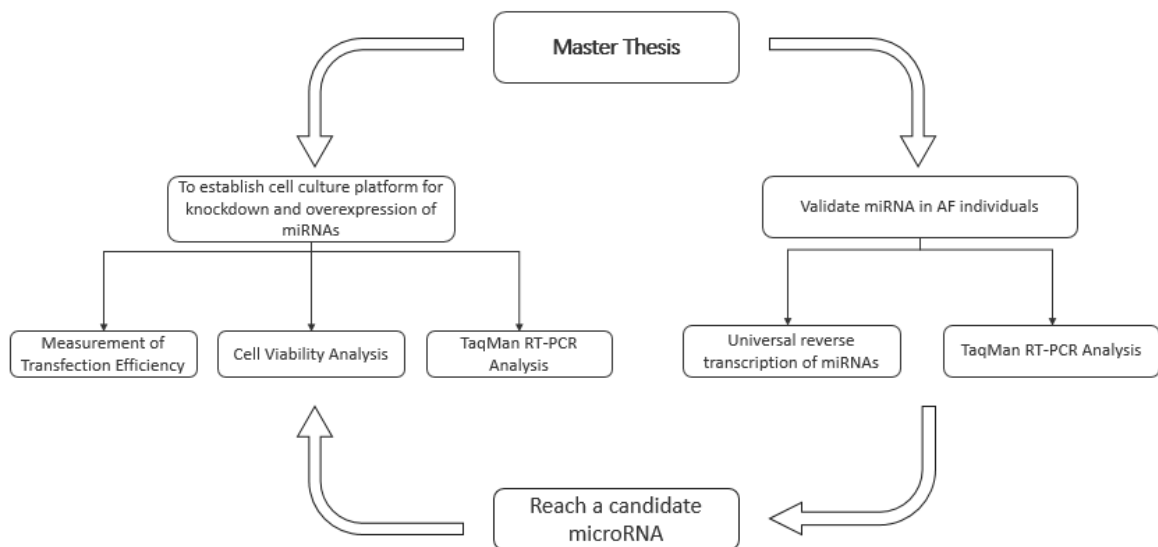 Master Thesis
To establish cell culture platform for
knockdown and overexpression of
miRNAs
Validate miRNA in AF individuals
Measurement of
Transfection Efficiency
Cell Viability Analysis
TaqMan RT-PCR
Analysis
Universal reverse
transcription of miRNAs
TaqMan RT-PCR Analysis
Reach a candidate
microRNA